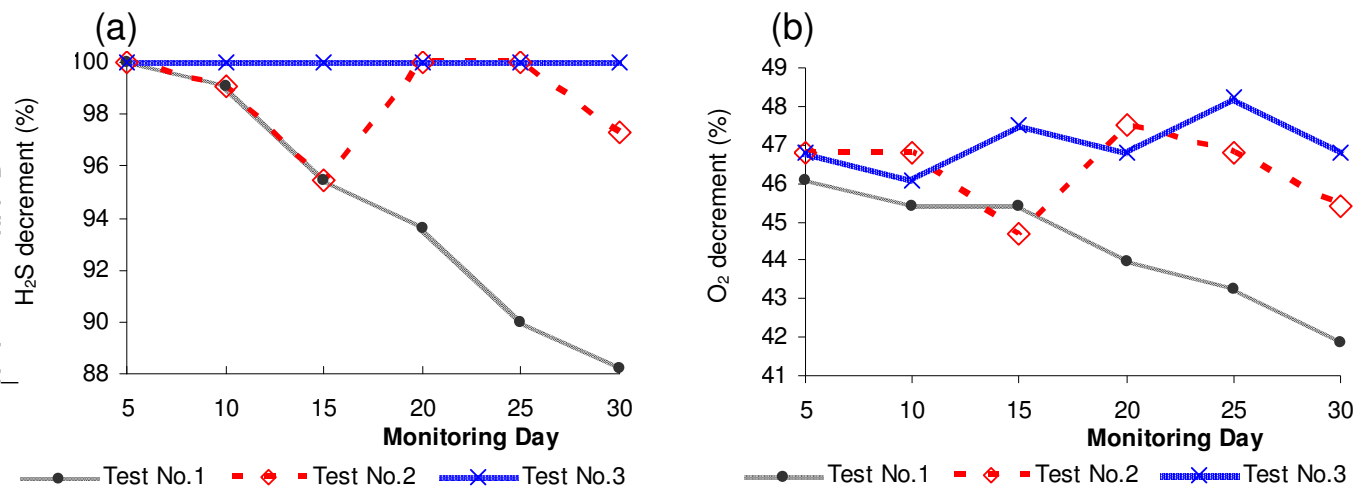 (a)
H₂S decrement (%)
100
98
96
94
92
90
88
5 10 15 20 25 30
Monitoring Day
Test No.1 Test No.2 Test No.3
(b)
O₂ decrement (%)
49
48
47
46
45
44
43
42
41
5 10 15 20 25 30
Monitoring Day
Test No.1 Test No.2 Test No.3